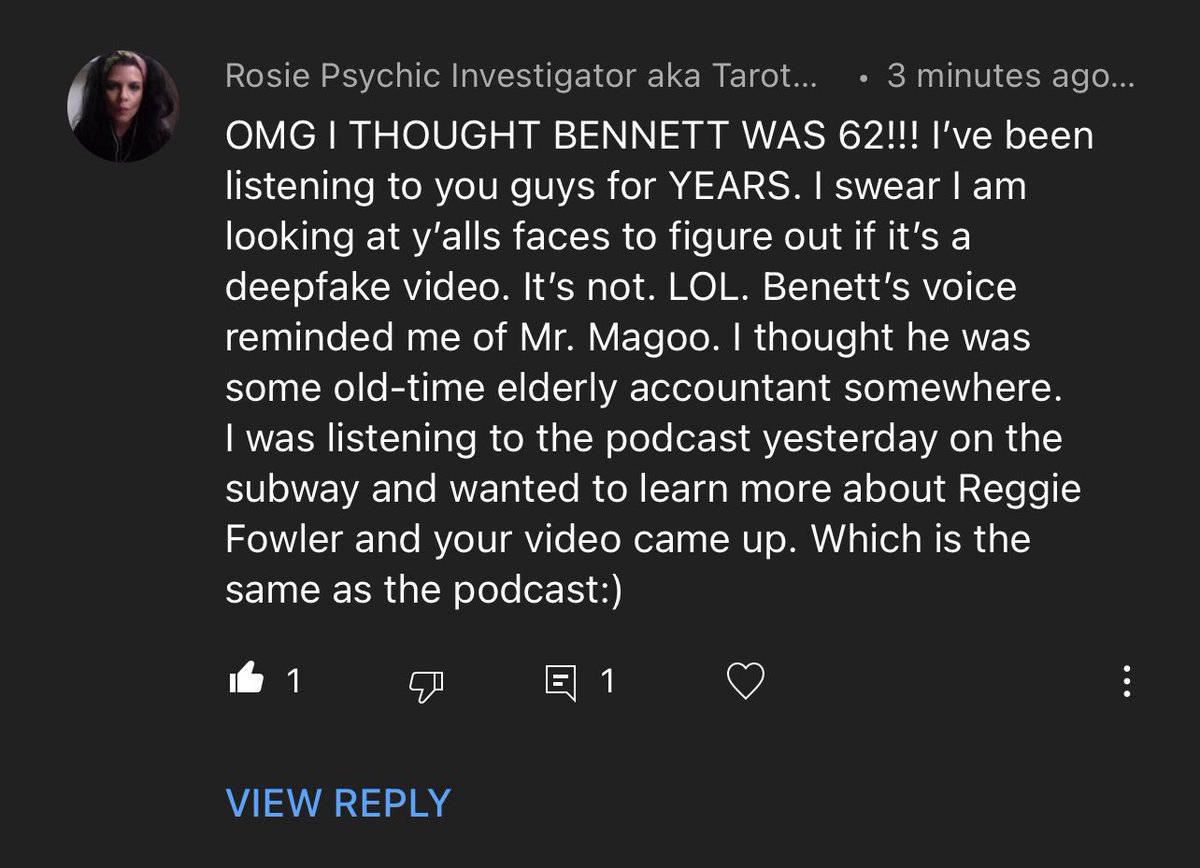 Rosie Psychic Investigator aka Tarot... • 3 minutes ago...
OMG I THOUGHT BENNETT WAS 62!!! I’ve been
listening to you guys for YEARS. I swear I am
looking at y’alls faces to figure out if it’s a
deepfake video. It’s not. LOL. Benett’s voice
reminded me of Mr. Magoo. I thought he was
some old-time elderly accountant somewhere.
I was listening to the podcast yesterday on the
subway and wanted to learn more about Reggie
Fowler and your video came up. Which is the
same as the podcast:)
1 1
VIEW REPLY